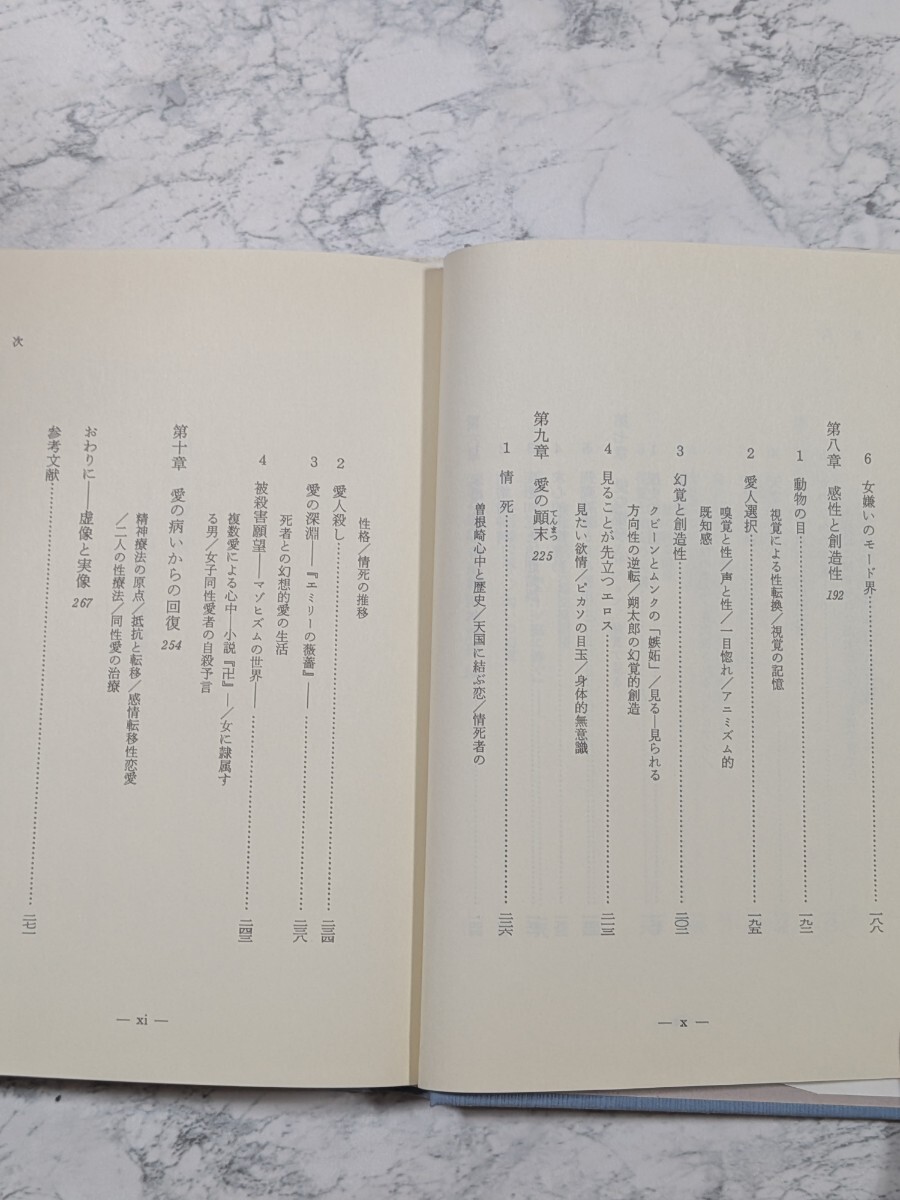 6 女嫌いのモード界……一八八
第八章 感性と創造性 192
1 動物の目……一九二
視覚による性転換/視覚の記憶
2 愛人選択……一九五
嗅覚と性/声と性/一目惚れ/アニミズム的
既知感
3 幻覚と創造性……二〇二
クビーンとムンクの「嫉妬」/見る—見られる
方向性の逆転/朔太郎の幻覚的創造
4 見ることが先立つエロス……二一三
見たい欲情/ピカソの目玉/身体的無意識
第九章 愛の顚末 225
てんまつ
1 情 死……二二六
曽根崎心中と歴史/天国に結ぶ恋/情死者の
— x —
性格/情死の推移
2 愛人殺し……二三四
3 愛の深淵——『エミリーの薔薇』——……二三八
死者との幻想的愛の生活
4 被殺害願望——マゾヒズムの世界——……二四三
複数愛による心中—小説『卍』—/女に隷属す
る男/女子同性愛者の自殺予言
第十章 愛の病いからの回復 254
精神療法の原点/抵抗と転移/感情転移性恋愛
/二人の性療法/同性愛の治療
おわりに——虚像と実像 267
参考文献……二七一
次
— xi —